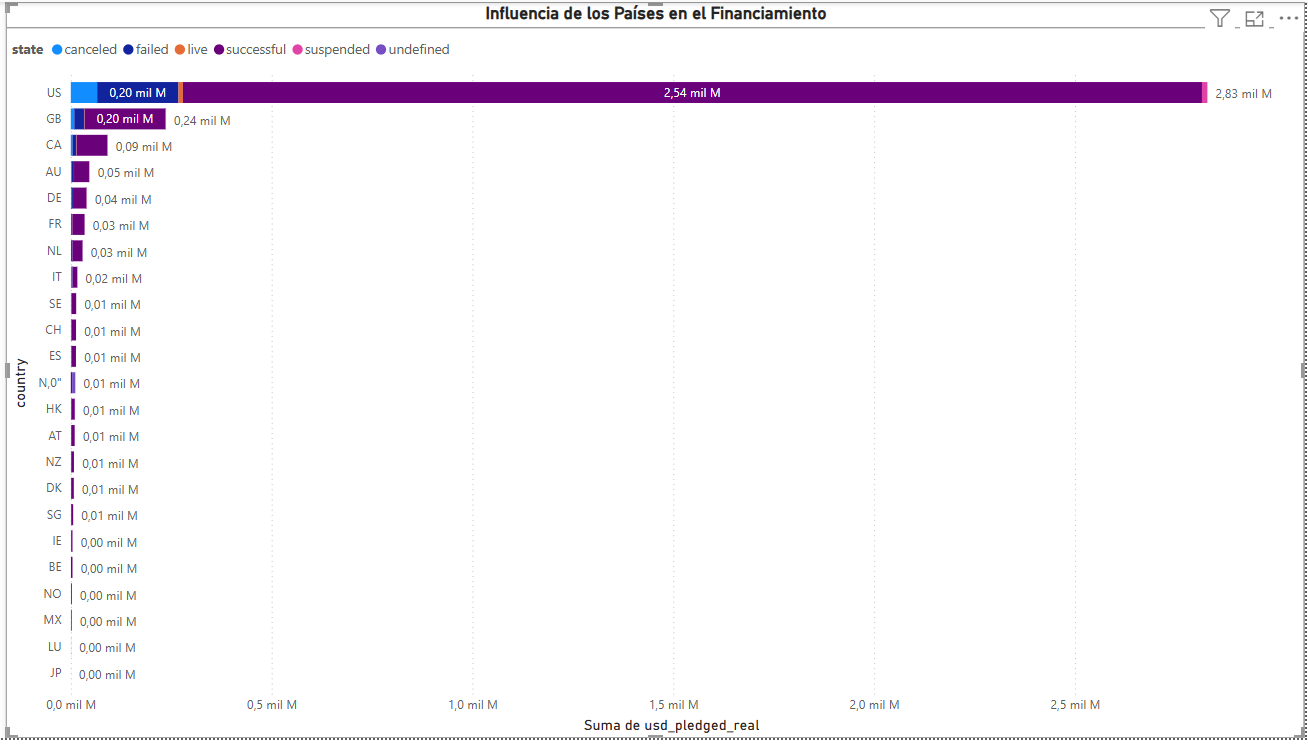 Influencia de los Países en el Financiamiento
state canceled failed live successful suspended undefined
US 0,20 mil M 2,54 mil M 2,83 mil M
GB 0,20 mil M 0,24 mil M
CA 0,09 mil M
AU 0,05 mil M
DE 0,04 mil M
FR 0,03 mil M
NL 0,03 mil M
IT 0,02 mil M
SE 0,01 mil M
CH 0,01 mil M
ES 0,01 mil M
N,0" 0,01 mil M
HK 0,01 mil M
AT 0,01 mil M
NZ 0,01 mil M
DK 0,01 mil M
SG 0,01 mil M
IE 0,00 mil M
BE 0,00 mil M
NO 0,00 mil M
MX 0,00 mil M
LU 0,00 mil M
JP 0,00 mil M
country
0,0 mil M 0,5 mil M 1,0 mil M 1,5 mil M 2,0 mil M 2,5 mil M
Suma de usd_pledged_real